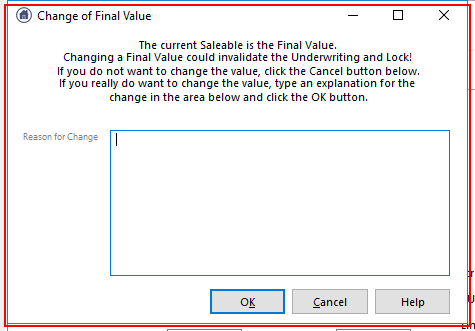 Change of Final Value
The current Saleable is the Final Value.
Changing a Final Value could invalidate the Underwriting and Lock!
If you do not want to change the value, click the Cancel button below.
If you really do want to change the value, type an explanation for the
change in the area below and click the OK button.
Reason for Change
OK Cancel Help